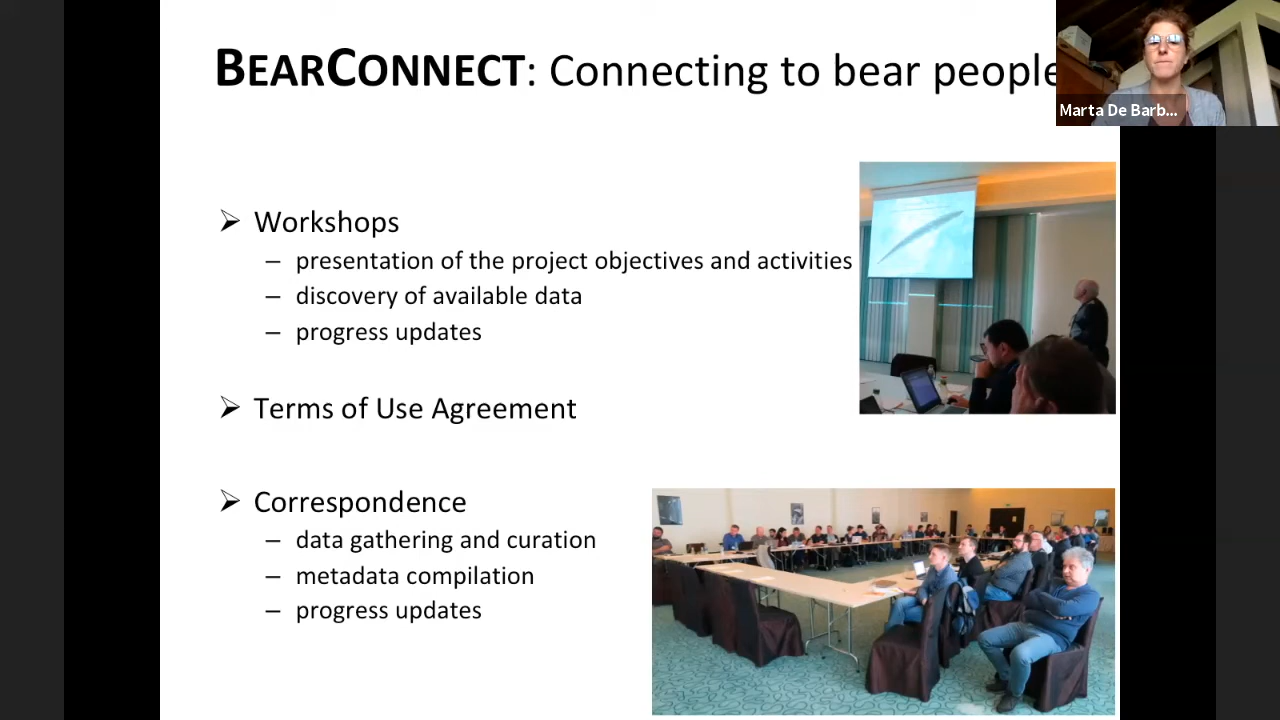 BEARCONNECT: Connecting to bear people
Marta De Barb...
➢ Workshops
– presentation of the project objectives and activities
– discovery of available data
– progress updates
➢ Terms of Use Agreement
➢ Correspondence
– data gathering and curation
– metadata compilation
– progress updates